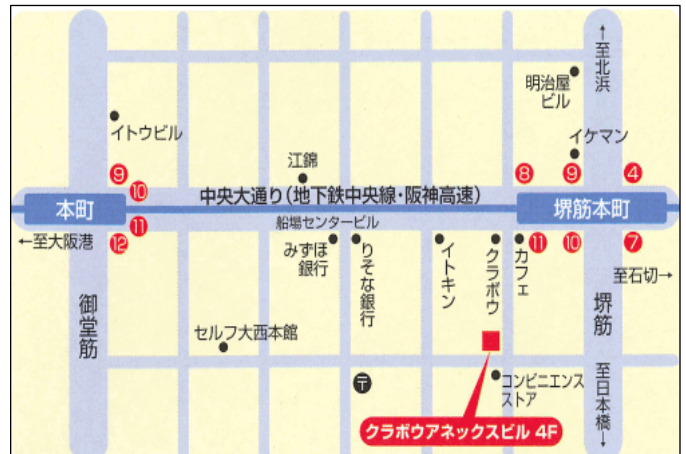 ↑至北浜
明治屋
ビル
イトウビル
イケマン
江錦
⑨
⑩
⑧
⑨
④
中央大通り(地下鉄中央線・阪神高速)
本町
堺筋本町
船場センタービル
⑪
⑫
←至大阪港
みずほ
銀行
りそな銀行
イトキン
クラボウ
カフェ
⑪
⑩
⑦
至石切→
御堂筋
堺筋
セルフ大西本館
〒
コンビニエンス
ストア
至日本橋↓
クラボウアネックスビル 4F